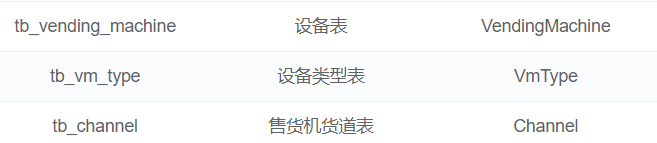 tb_vending_machine 设备表 VendingMachine
tb_vm_type 设备类型表 VmType
tb_channel 售货机货道表 Channel